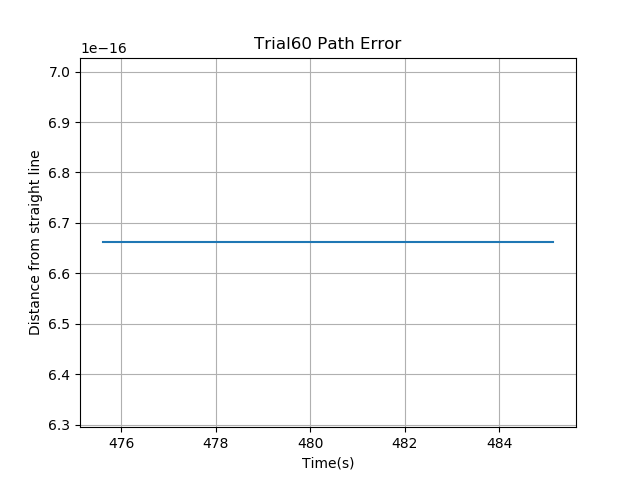 Trial60 Path Error
1e−16
7.0
6.9
6.8
6.7
6.6
6.5
6.4
6.3
Distance from straight line
476 478 480 482 484
Time(s)